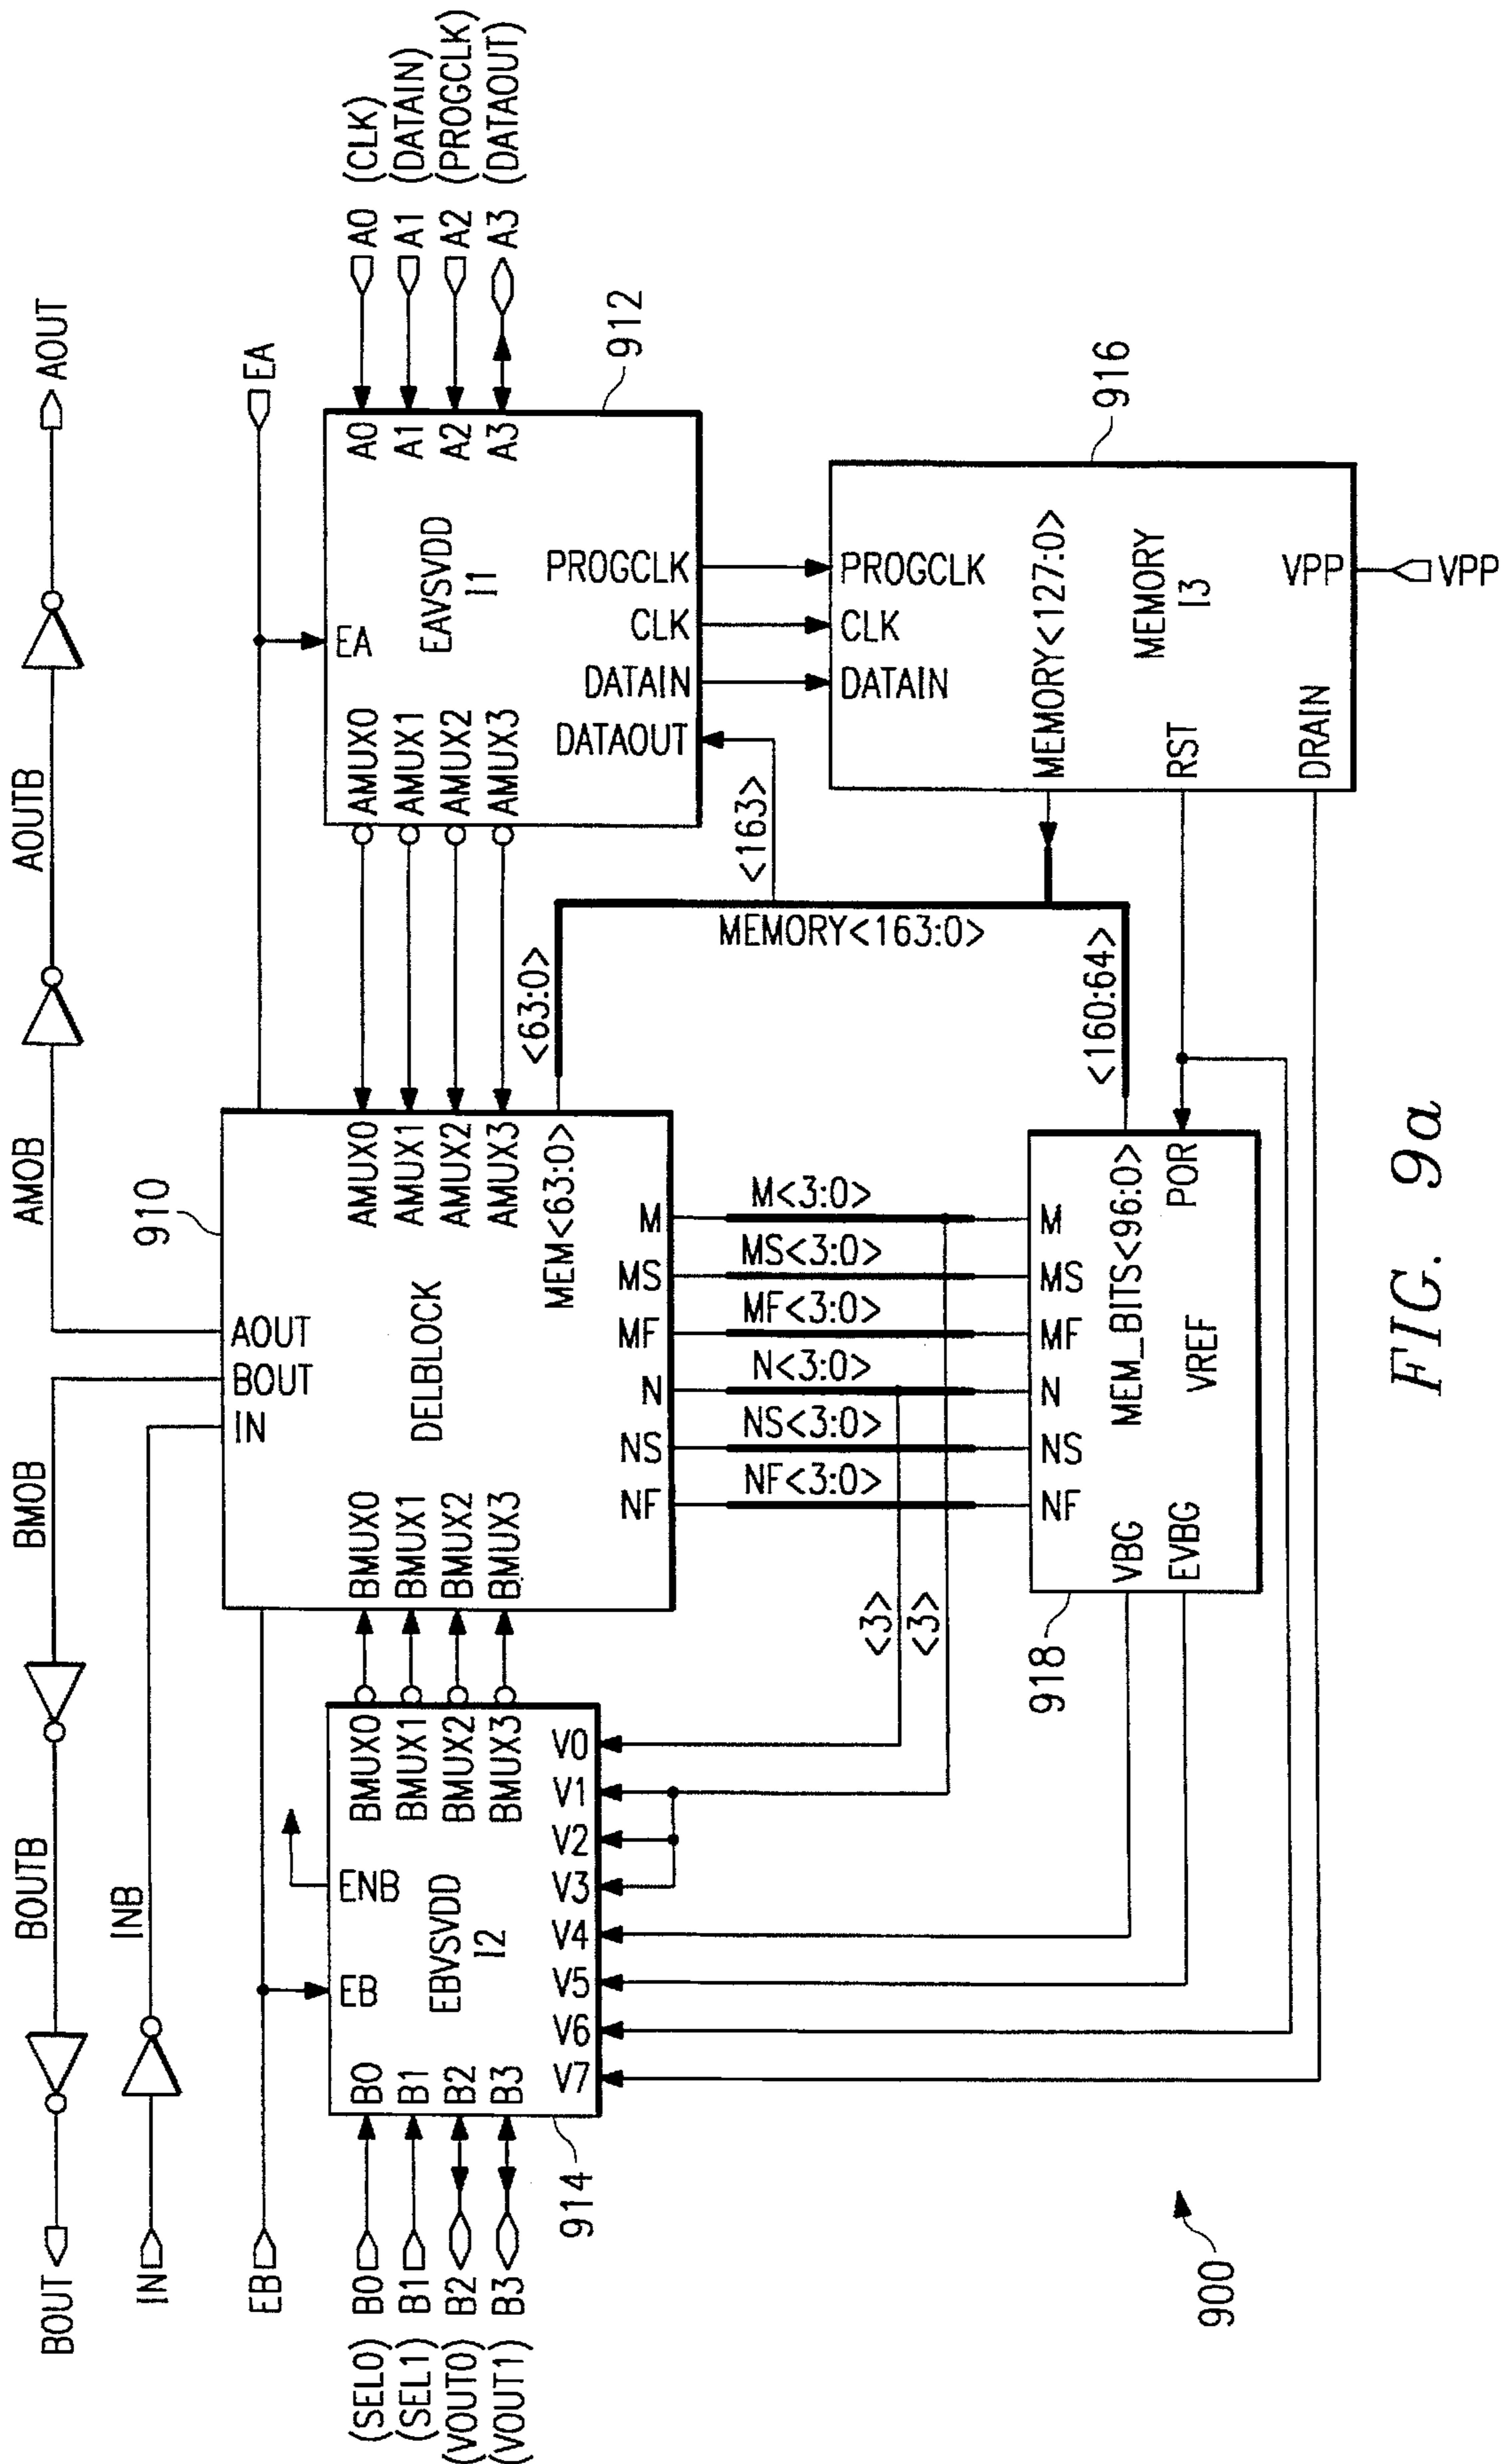 BOUT
BOUTB
BMOB
AMOB
AOUTB
AOUT
IN
INB
EB
EA
910
AOUT
BOUT
IN
DELBLOCK
BMUX0
BMUX1
BMUX2
BMUX3
AMUX0
AMUX1
AMUX2
AMUX3
MEM<63:0>
NF
NS
N
MF
MS
M
(SEL0) B0
(SEL1) B1
(VOUT0) B2
(VOUT1) B3
914
B0
B1
B2
B3
EB
ENB
EBVSVDD
I2
BMUX0
BMUX1
BMUX2
BMUX3
V7
V6
V5
V4
V3
V2
V1
V0
AMUX0
AMUX1
AMUX2
AMUX3
EA
EAVSVDD
I1
A0
A1
A2
A3
DATAOUT
DATAIN
CLK
PROGCLK
912
A0 (CLK)
A1 (DATAIN)
A2 (PROGCLK)
A3 (DATAOUT)
<63:0>
<163>
MEMORY<163:0>
<160:64>
<3>
<3>
NF<3:0>
NS<3:0>
N<3:0>
MF<3:0>
MS<3:0>
M<3:0>
918
NF
NS
N
MF
MS
M
MEM_BITS<96:0>
VBG
EVBG
VREF
POR
916
DATAIN
CLK
PROGCLK
MEMORY<127:0>
MEMORY
I3
RST
DRAIN
VPP
VPP
900
FIG. 9a